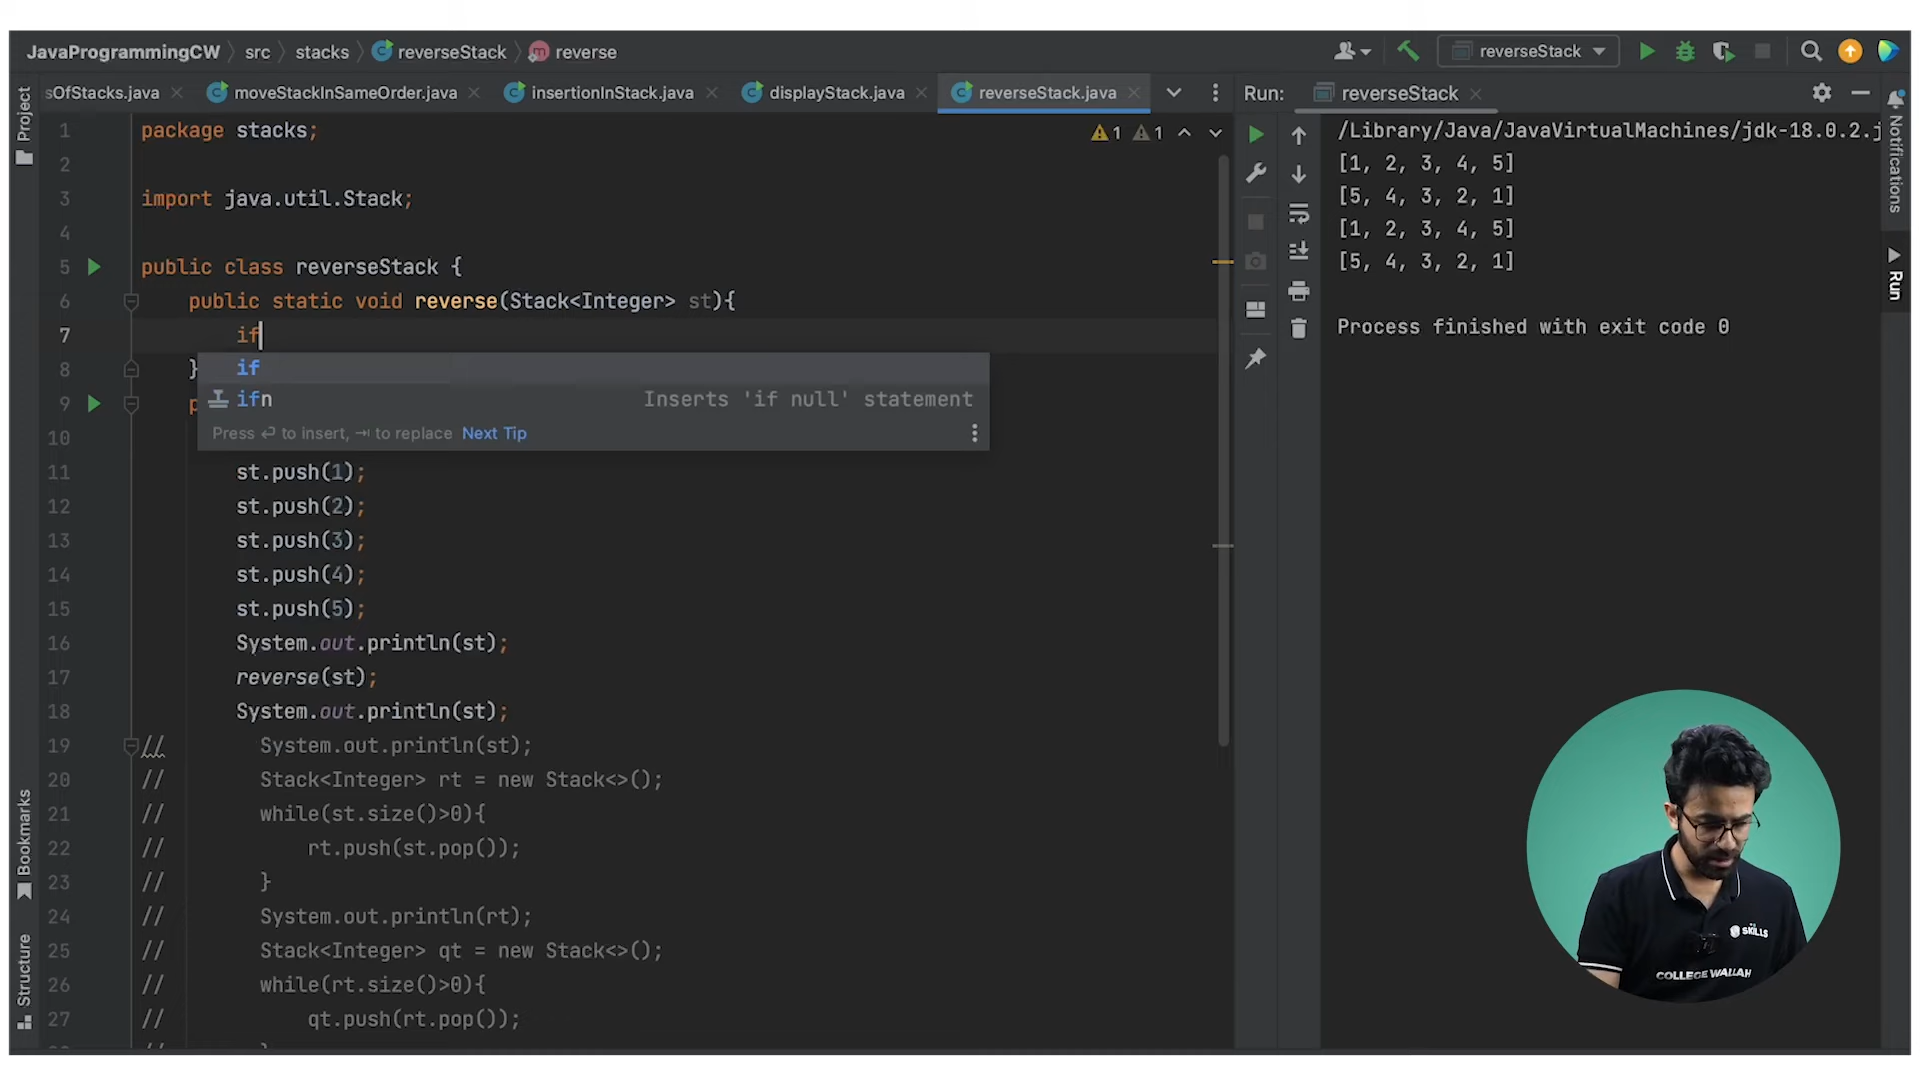 JavaProgrammingCW src stacks reverseStack reverse
reverseStack
sOfStacks.java moveStackInSameOrder.java insertionInStack.java displayStack.java reverseStack.java
Run: reverseStack
Project
1 package stacks;
1 1
2
3 import java.util.Stack;
4
5 public class reverseStack {
6 public static void reverse(Stack<Integer> st){
7 if
8 }
if
ifn Inserts 'if null' statement
Press ⏎ to insert, ⇥ to replace Next Tip
9 p
10
11 st.push(1);
12 st.push(2);
13 st.push(3);
14 st.push(4);
15 st.push(5);
16 System.out.println(st);
17 reverse(st);
18 System.out.println(st);
19 // System.out.println(st);
20 // Stack<Integer> rt = new Stack<>();
21 // while(st.size()>0){
22 // rt.push(st.pop());
23 // }
24 // System.out.println(rt);
25 // Stack<Integer> qt = new Stack<>();
26 // while(rt.size()>0){
27 // qt.push(rt.pop());
Bookmarks
Structure
/Library/Java/JavaVirtualMachines/jdk-18.0.2.j
[1, 2, 3, 4, 5]
[5, 4, 3, 2, 1]
[1, 2, 3, 4, 5]
[5, 4, 3, 2, 1]
Process finished with exit code 0
Notifications
Run
SKILLS
COLLEGE WALLAH